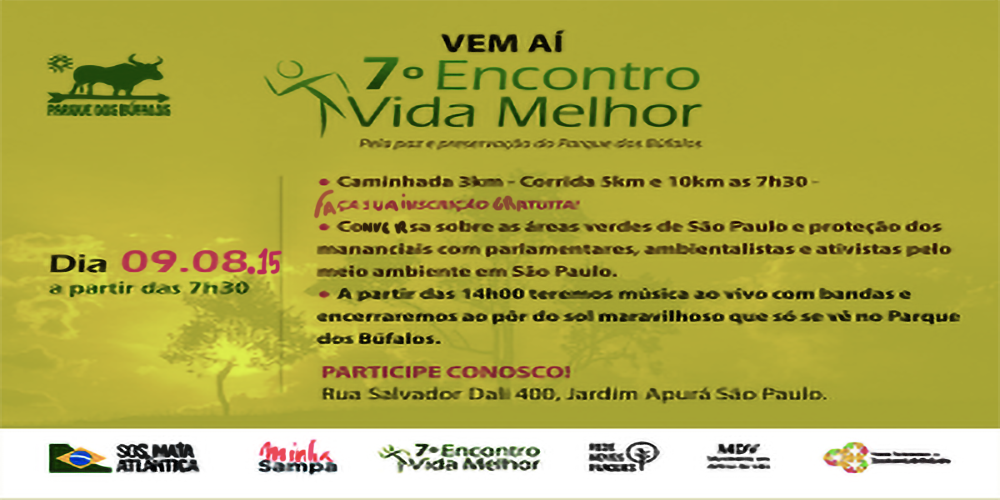 VEM AÍ
7º Encontro
Vida Melhor
Pela paz e preservação do Parque dos Búfalos
PARQUE DOS BÚFALOS
• Caminhada 3km - Corrida 5km e 10km as 7h30 -
FAÇA SUA INSCRIÇÃO GRATUITA!
• Conversa sobre as áreas verdes de São Paulo e proteção dos
mananciais com parlamentares, ambientalistas e ativistas pelo
meio ambiente em São Paulo.
• A partir das 14h00 teremos música ao vivo com bandas e
encerraremos ao pôr do sol maravilhoso que só se vê no Parque
dos Búfalos.
Dia 09.08.15
a partir das 7h30
PARTICIPE CONOSCO!
Rua Salvador Dali 400, Jardim Apurá São Paulo.
SOS MATA
ATLÂNTICA
minha
Sampa
7º Encontro
Vida Melhor
REDE
NOVOS
PARQUES
MDV